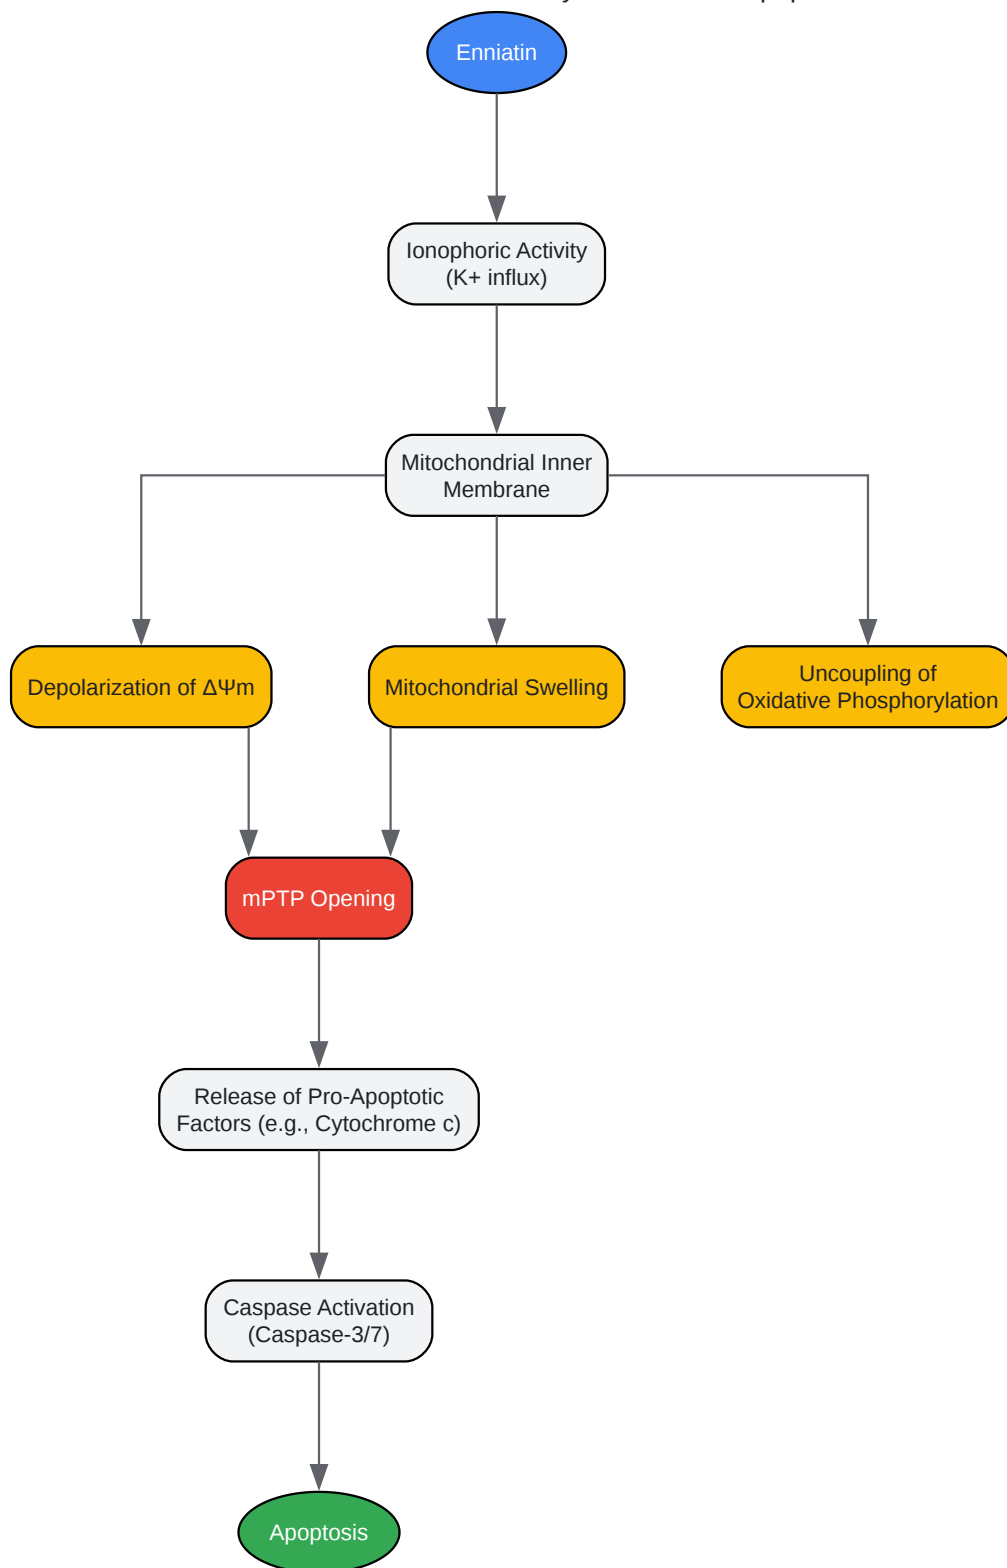 Enniatin
Ionophoric Activity
(K+ influx)
Mitochondrial Inner
Membrane
Depolarization of ΔΨm
Mitochondrial Swelling
Uncoupling of
Oxidative Phosphorylation
mPTP Opening
Release of Pro-Apoptotic
Factors (e.g., Cytochrome c)
Caspase Activation
(Caspase-3/7)
Apoptosis